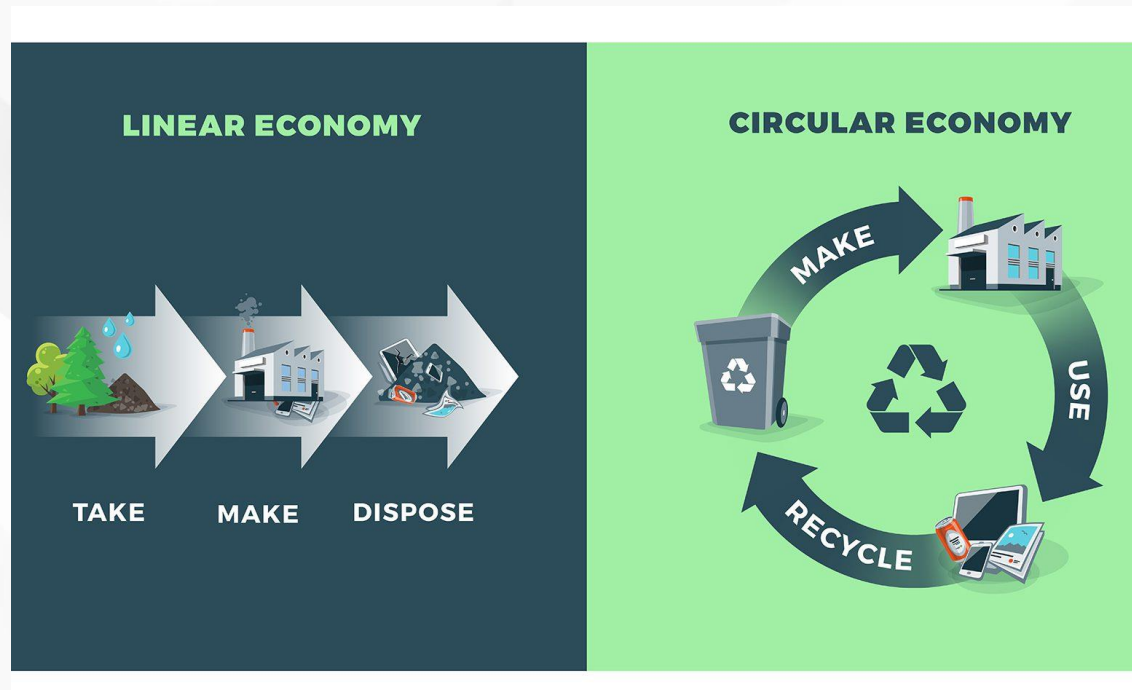 LINEAR ECONOMY
TAKE
MAKE
DISPOSE
CIRCULAR ECONOMY
MAKE
USE
RECYCLE